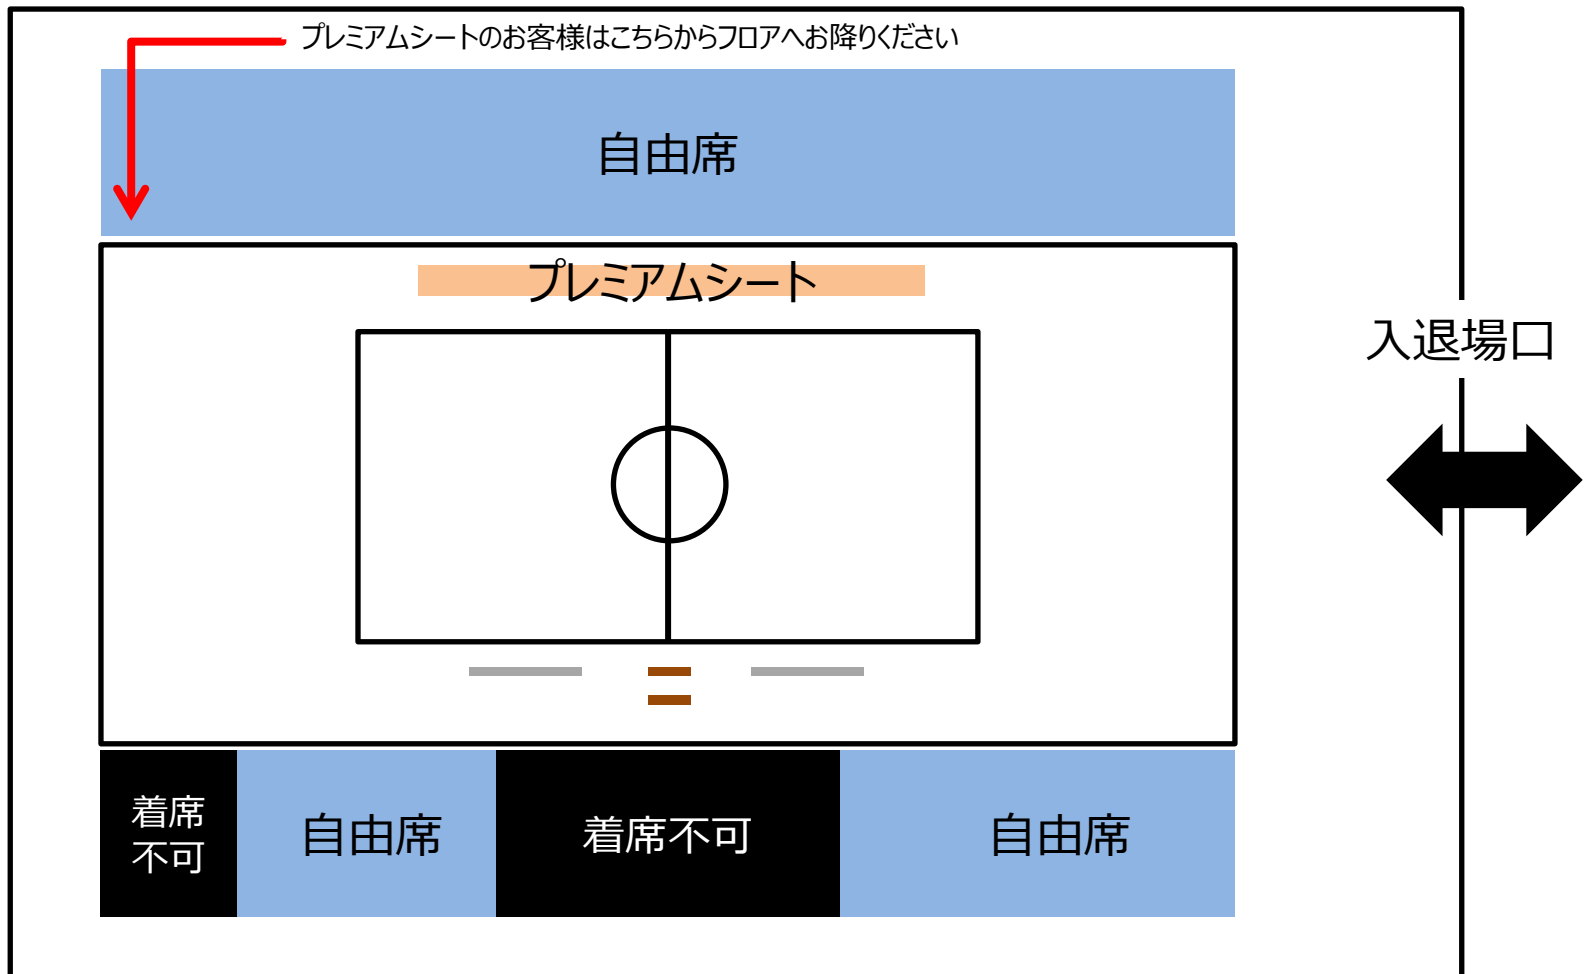 プレミアムシートのお客様はこちらからフロアへお降りください
自由席
プレミアムシート
入退場口
着席
不可
自由席
着席不可
自由席